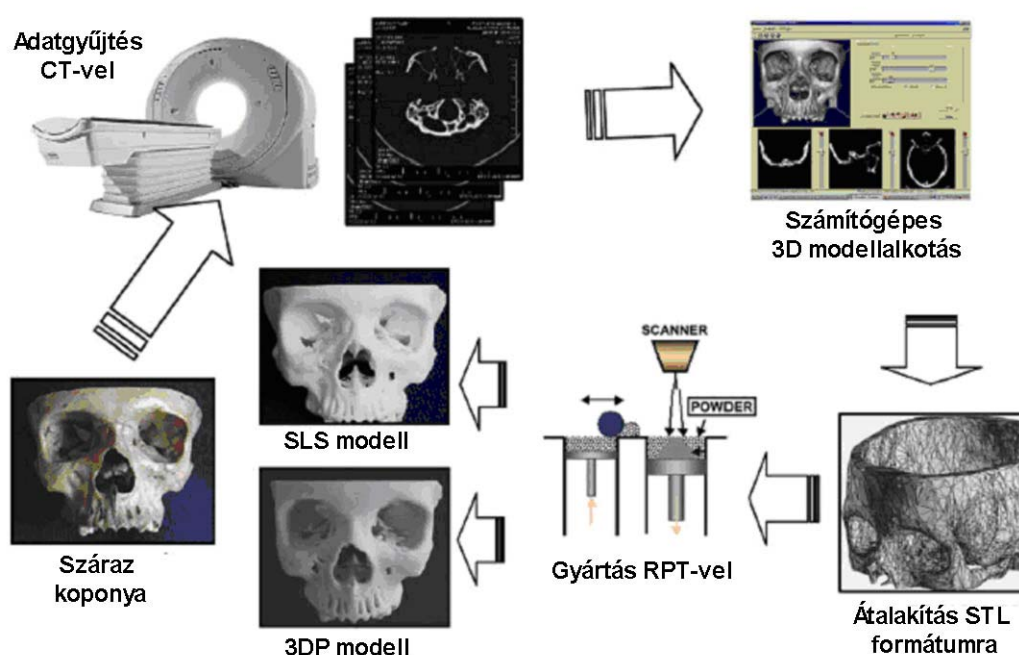 Adatgyűjtés
CT-vel
Számítógépes
3D modellalkotás
SCANNER
POWDER
SLS modell
Száraz
koponya
Gyártás RPT-vel
3DP modell
Átalakítás STL
formátumra